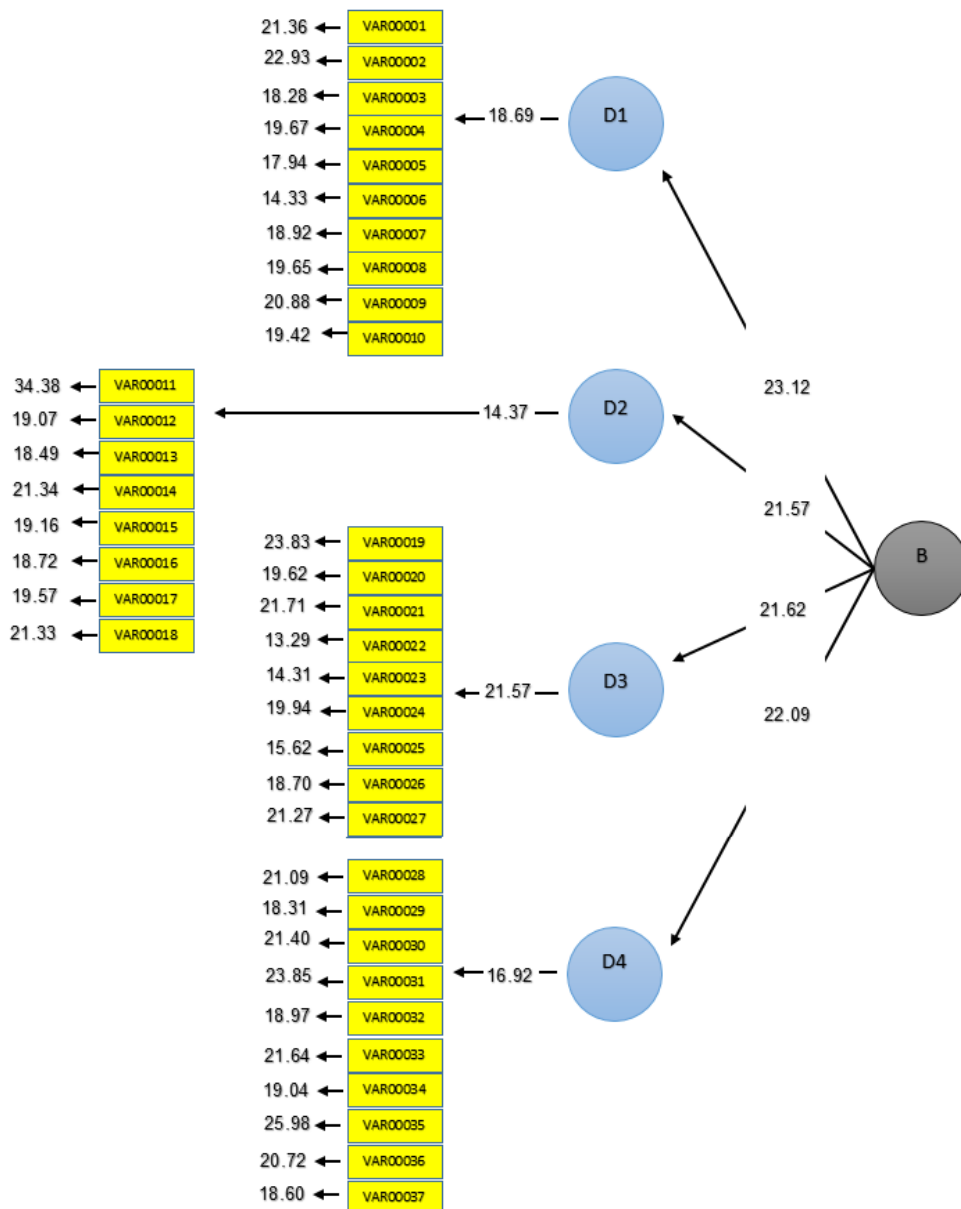 21.36 VAR00001
22.93 VAR00002
18.28 VAR00003
19.67 VAR00004
17.94 VAR00005
14.33 VAR00006
18.92 VAR00007
19.65 VAR00008
20.88 VAR00009
19.42 VAR00010
18.69 D1
34.38 VAR00011
19.07 VAR00012
18.49 VAR00013
21.34 VAR00014
19.16 VAR00015
18.72 VAR00016
19.57 VAR00017
21.33 VAR00018
14.37 D2
23.83 VAR00019
19.62 VAR00020
21.71 VAR00021
13.29 VAR00022
14.31 VAR00023
19.94 VAR00024
15.62 VAR00025
18.70 VAR00026
21.27 VAR00027
21.57 D3
21.09 VAR00028
18.31 VAR00029
21.40 VAR00030
23.85 VAR00031
18.97 VAR00032
21.64 VAR00033
19.04 VAR00034
25.98 VAR00035
20.72 VAR00036
18.60 VAR00037
16.92 D4
23.12
21.57
21.62
22.09
B